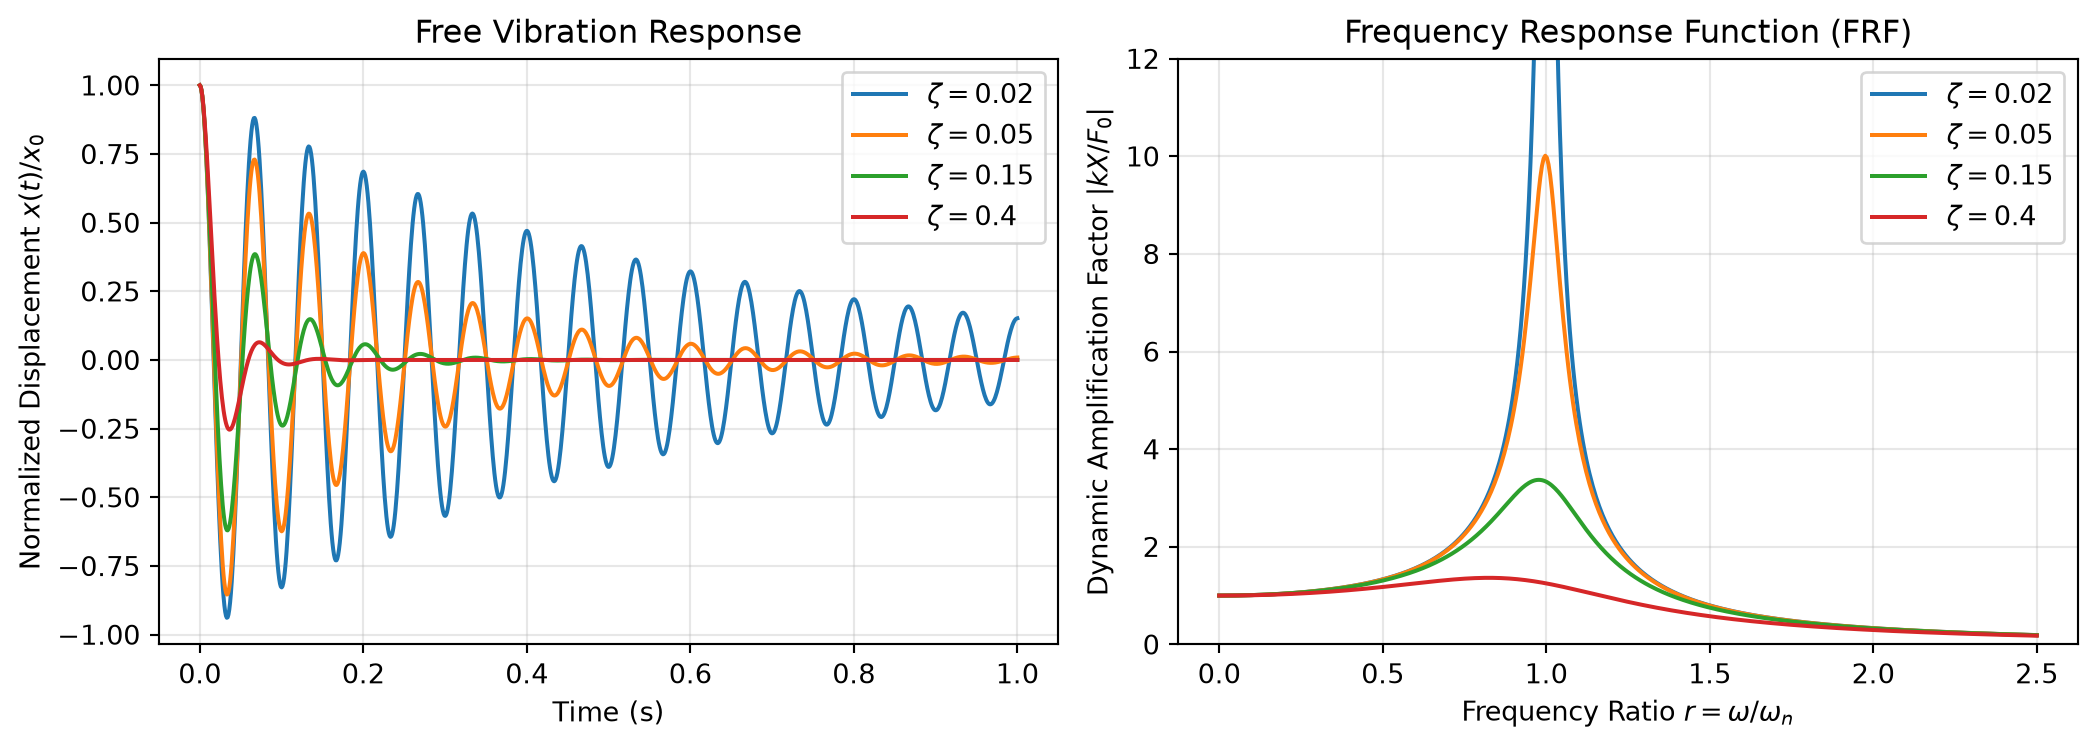 Free Vibration Response
Normalized Displacement x(t)/x₀
1.00
0.75
0.50
0.25
0.00
−0.25
−0.50
−0.75
−1.00
0.0 0.2 0.4 0.6 0.8 1.0
Time (s)
ζ = 0.02
ζ = 0.05
ζ = 0.15
ζ = 0.4
Frequency Response Function (FRF)
Dynamic Amplification Factor |kX/F₀|
12
10
8
6
4
2
0
0.0 0.5 1.0 1.5 2.0 2.5
Frequency Ratio r = ω/ωₙ
ζ = 0.02
ζ = 0.05
ζ = 0.15
ζ = 0.4